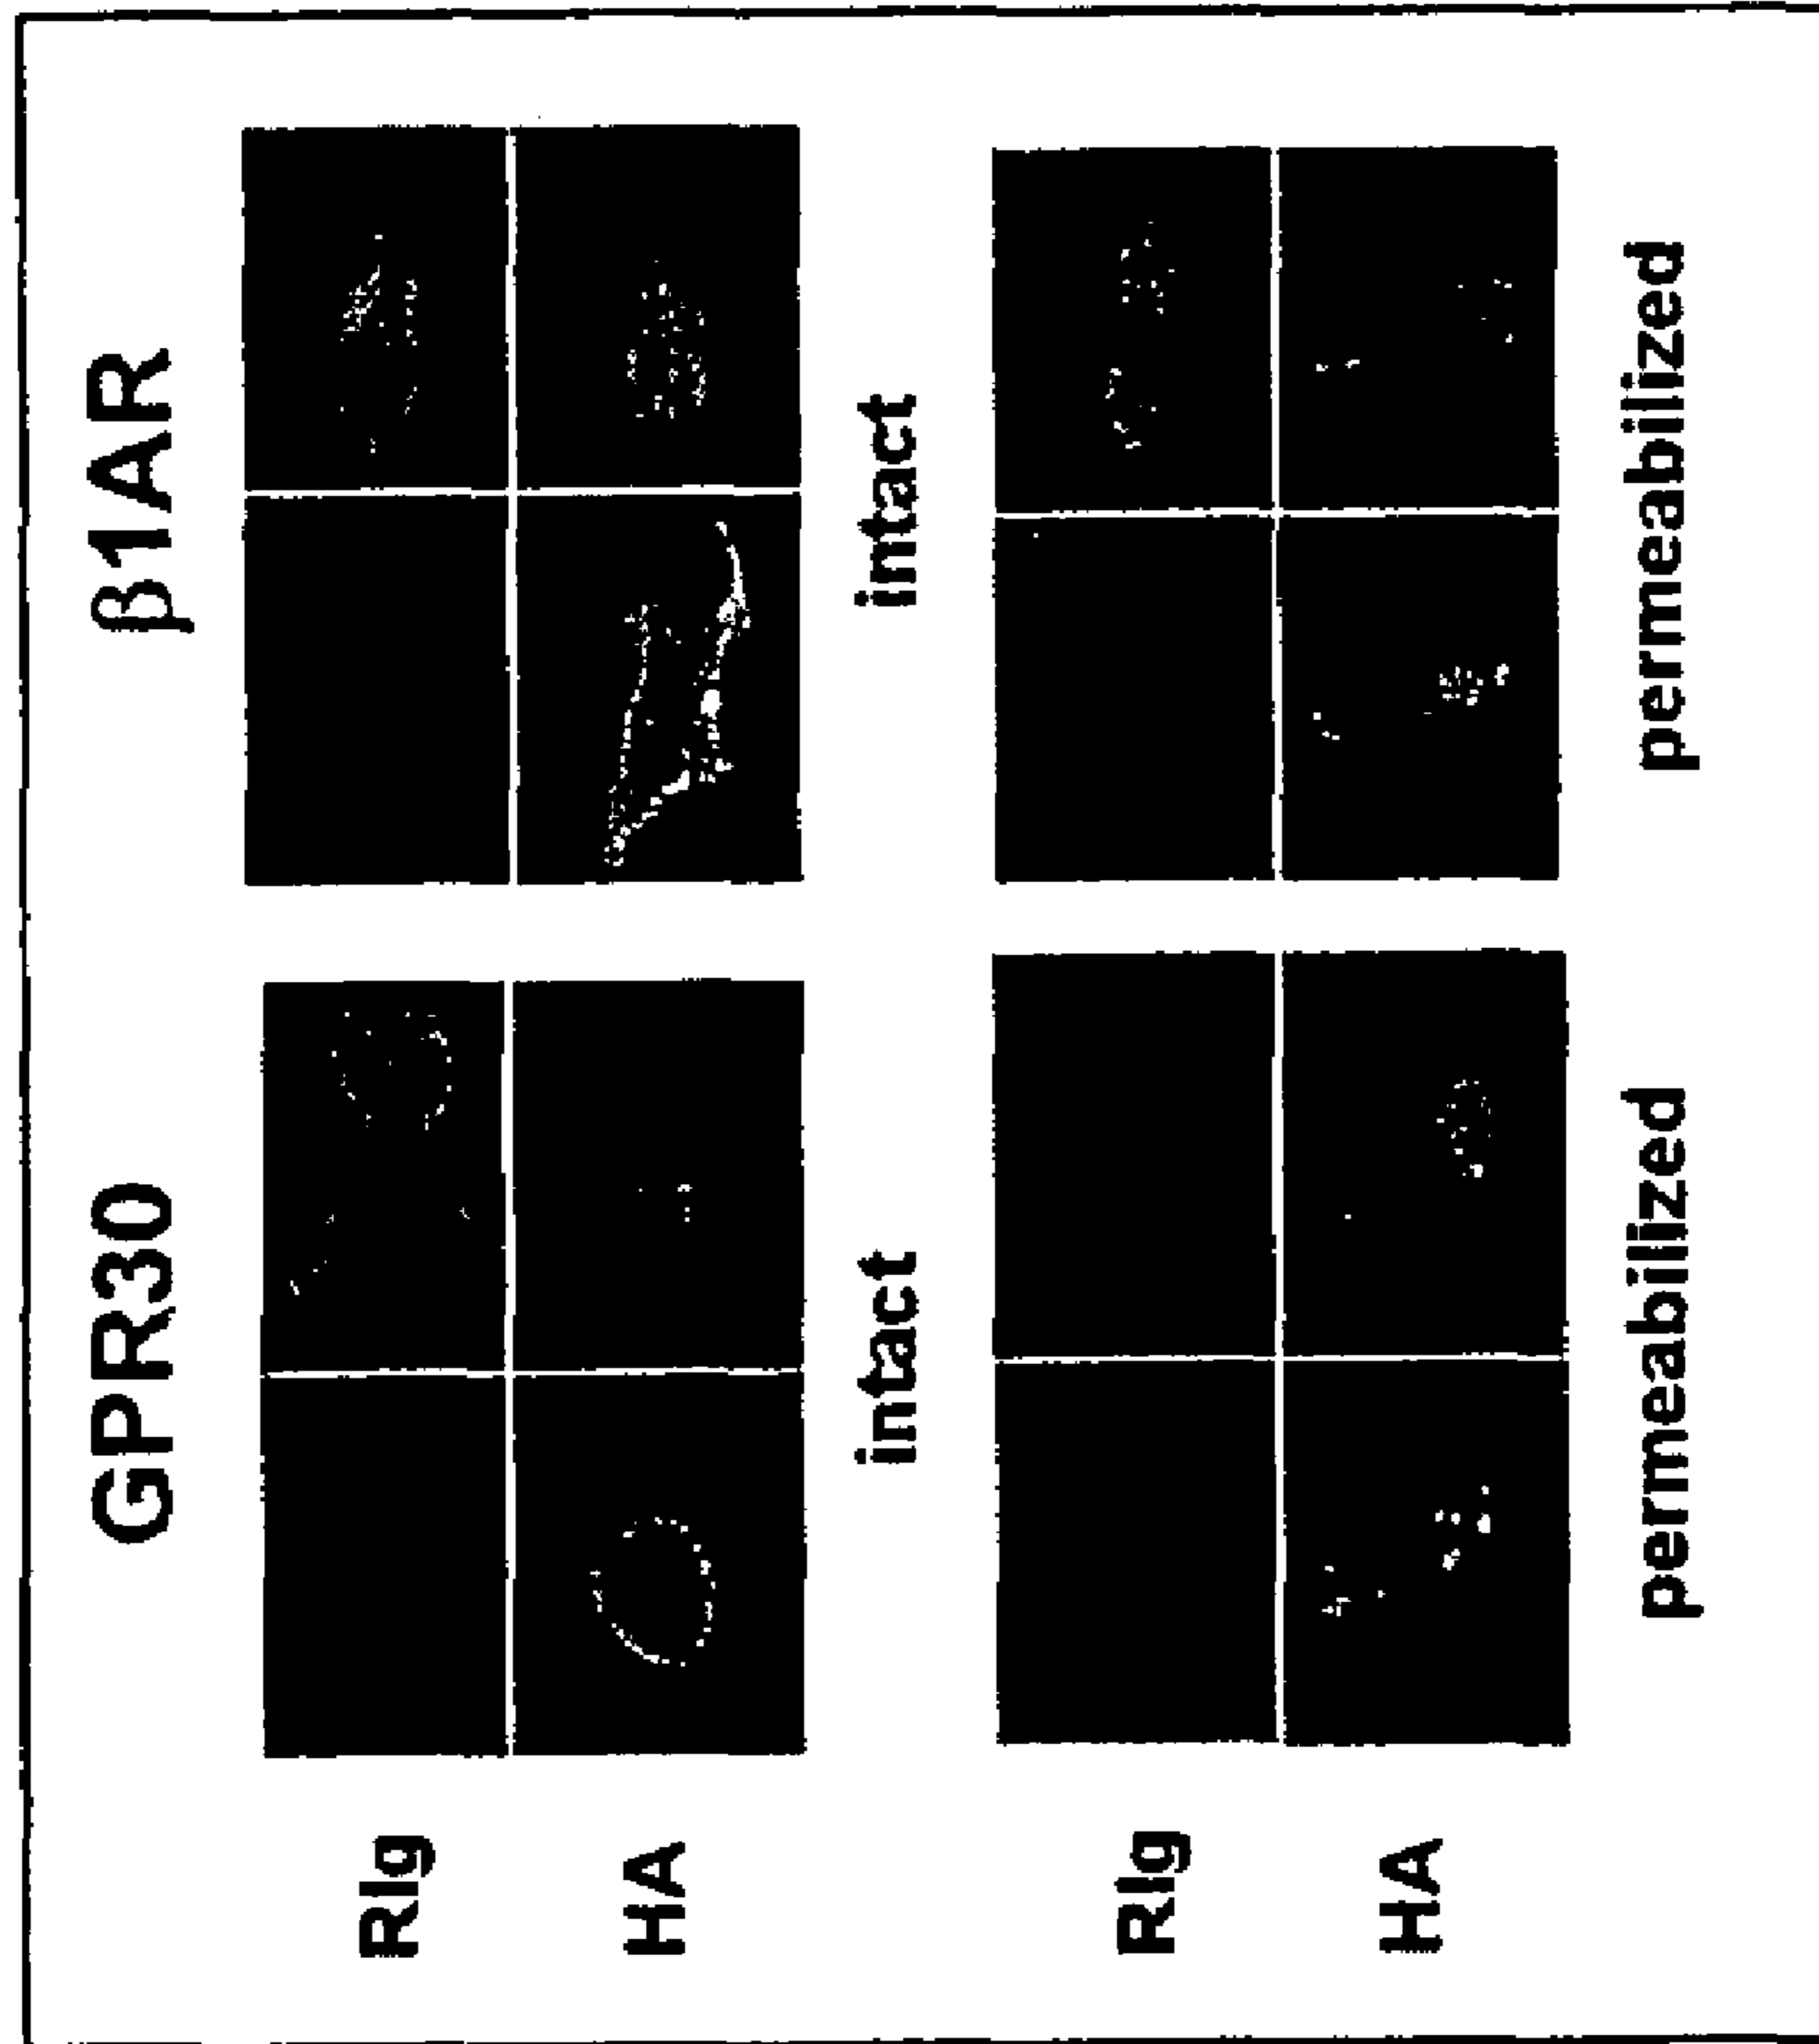 GPR30 β1AR
RIg
HA
intact intact
RIg
HA
permeabilized permeabilized